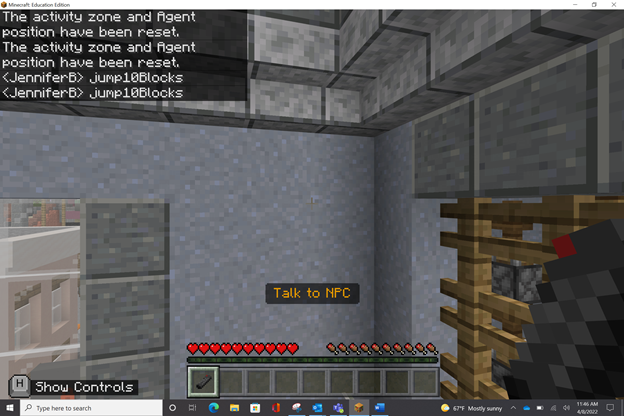 Minecraft: Education Edition
The activity zone and Agent
position have been reset.
The activity zone and Agent
position have been reset.
<JenniferB> jump10Blocks
<JenniferB> jump10Blocks
Talk to NPC
H Show Controls
Type here to search
67°F Mostly sunny
11:46 AM
4/8/2022